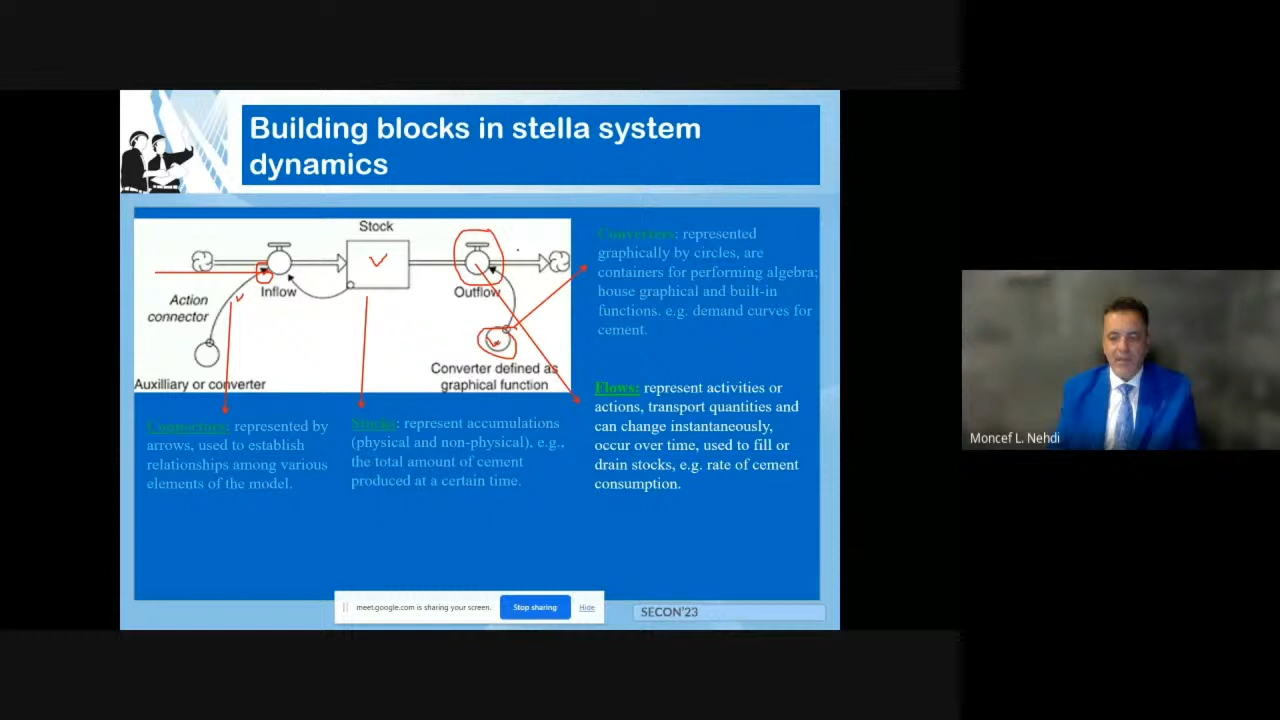 Building blocks in stella system
dynamics
Stock
Inflow
Outflow
Action
connector
Auxilliary or converter
Converter defined as
graphical function
Converters: represented
graphically by circles, are
containers for performing algebra;
house graphical and built-in
functions. e.g. demand curves for
cement.
Flows: represent activities or
actions, transport quantities and
can change instantaneously,
occur over time, used to fill or
drain stocks, e.g. rate of cement
consumption.
Connectors: represented by
arrows, used to establish
relationships among various
elements of the model.
Stocks: represent accumulations
(physical and non-physical), e.g.,
the total amount of cement
produced at a certain time.
meet.google.com is sharing your screen.
Stop sharing
Hide
SECON'23
Moncef L. Nehdi